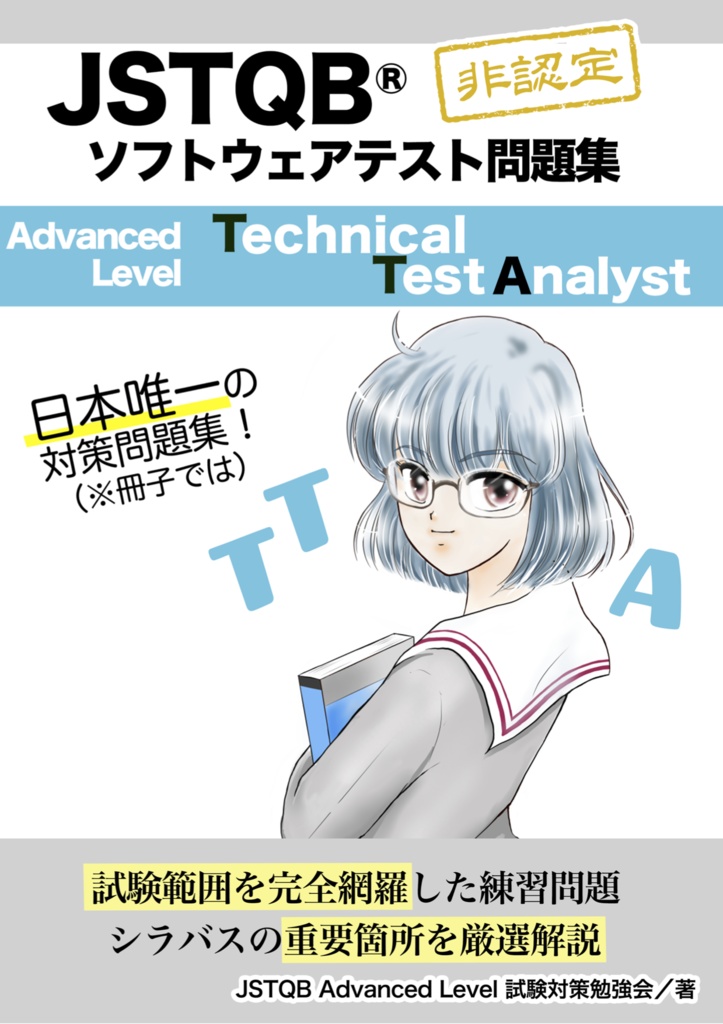 JSTQB®
非認定
ソフトウェアテスト問題集
Advanced
Level
Technical
Test Analyst
日本唯一の
対策問題集！
(※冊子では)
TTA
試験範囲を完全網羅した練習問題
シラバスの重要箇所を厳選解説
JSTQB Advanced Level 試験対策勉強会／著